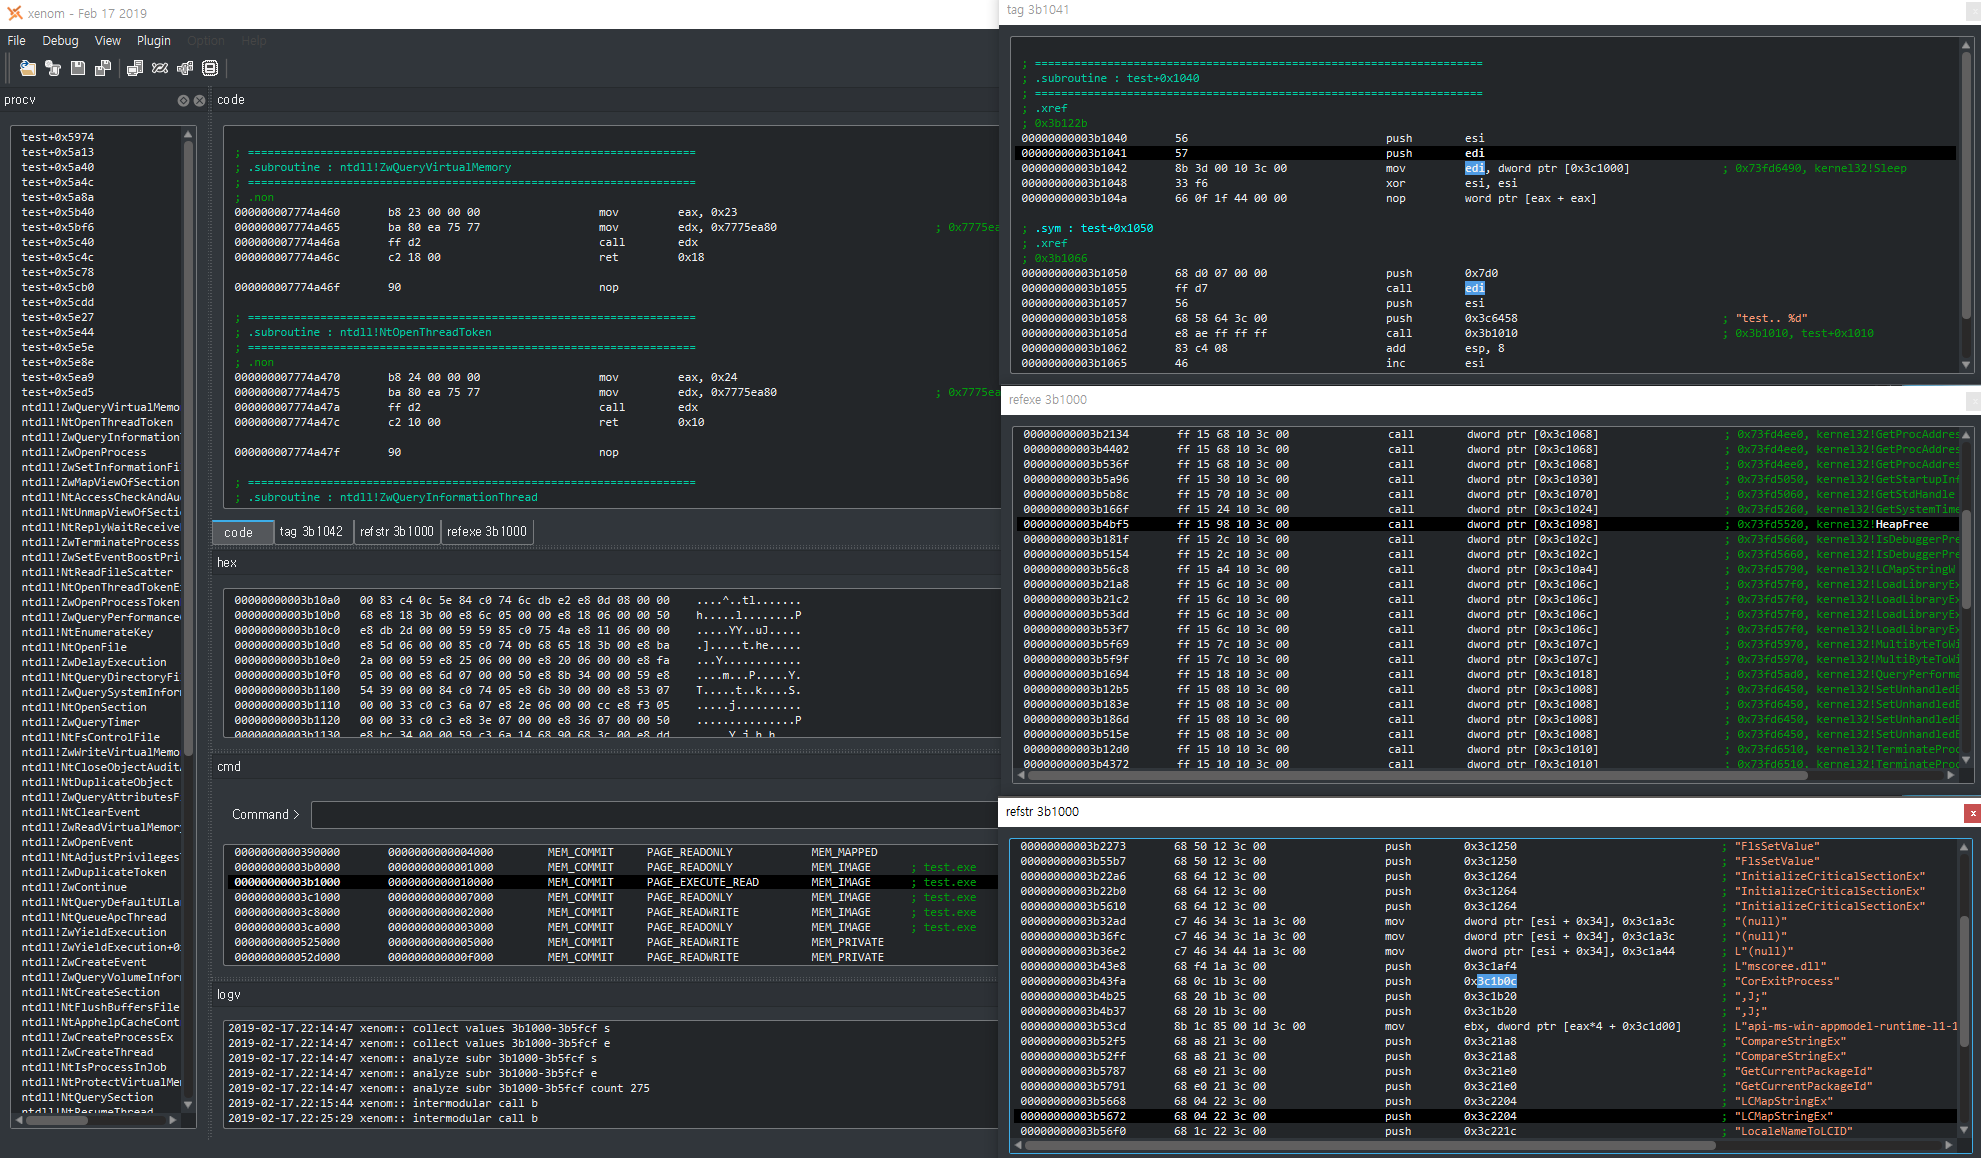 xenom - Feb 17 2019
File Debug View Plugin Option Help
procv
test+0x5974
test+0x5a13
test+0x5a40
test+0x5a4c
test+0x5a8a
test+0x5b40
test+0x5bf6
test+0x5c40
test+0x5c4c
test+0x5c78
test+0x5cb0
test+0x5cdd
test+0x5e27
test+0x5e44
test+0x5e5e
test+0x5e8e
test+0x5ea9
test+0x5ed5
ntdll!ZwQueryVirtualMemo
ntdll!NtOpenThreadToken
ntdll!ZwQueryInformation
ntdll!ZwOpenProcess
ntdll!ZwSetInformationFi
ntdll!ZwMapViewOfSection
ntdll!NtAccessCheckAndAu
ntdll!NtUnmapViewOfSecti
ntdll!NtReplyWaitReceive
ntdll!ZwTerminateProcess
ntdll!ZwSetEventBoostPri
ntdll!NtReadFileScatter
ntdll!NtOpenThreadTokenE
ntdll!ZwOpenProcessToken
ntdll!ZwQueryPerformance
ntdll!NtEnumerateKey
ntdll!NtOpenFile
ntdll!ZwDelayExecution
ntdll!NtQueryDirectoryFi
ntdll!ZwQuerySystemInfor
ntdll!NtOpenSection
ntdll!ZwQueryTimer
ntdll!NtFsControlFile
ntdll!ZwWriteVirtualMemo
ntdll!NtCloseObjectAudit
ntdll!NtDuplicateObject
ntdll!ZwQueryAttributesF
ntdll!NtClearEvent
ntdll!ZwReadVirtualMemor
ntdll!ZwOpenEvent
ntdll!NtAdjustPrivileges
ntdll!ZwDuplicateToken
ntdll!ZwContinue
ntdll!NtQueryDefaultUILa
ntdll!NtQueueApcThread
ntdll!ZwYieldExecution
ntdll!ZwYieldExecution+0
ntdll!ZwCreateEvent
ntdll!ZwQueryVolumeInfor
ntdll!NtCreateSection
ntdll!NtFlushBuffersFile
ntdll!NtApphelpCacheCont
ntdll!ZwCreateProcessEx
ntdll!ZwCreateThread
ntdll!NtIsProcessInJob
ntdll!NtProtectVirtualMe
ntdll!NtQuerySection
ntdll!NtResumeThread
code
; ======================================================================
; .subroutine : ntdll!ZwQueryVirtualMemory
; ======================================================================
; .non
000000007774a460 b8 23 00 00 00 mov eax, 0x23
000000007774a465 ba 80 ea 75 77 mov edx, 0x7775ea80 ; 0x7775ea
000000007774a46a ff d2 call edx
000000007774a46c c2 18 00 ret 0x18
000000007774a46f 90 nop
; ======================================================================
; .subroutine : ntdll!NtOpenThreadToken
; ======================================================================
; .non
000000007774a470 b8 24 00 00 00 mov eax, 0x24
000000007774a475 ba 80 ea 75 77 mov edx, 0x7775ea80 ; 0x7775ea
000000007774a47a ff d2 call edx
000000007774a47c c2 10 00 ret 0x10
000000007774a47f 90 nop
; ======================================================================
; .subroutine : ntdll!ZwQueryInformationThread
code tag 3b1042 refstr 3b1000 refexe 3b1000
hex
00000000003b10a0 00 83 c4 0c 5e 84 c0 74 6c db e2 e8 0d 08 00 00 ....^..tl.......
00000000003b10b0 68 e8 18 3b 00 e8 6c 05 00 00 e8 18 06 00 00 50 h.....l........P
00000000003b10c0 e8 db 2d 00 00 59 59 85 c0 75 4a e8 11 06 00 00 .....YY..uJ.....
00000000003b10d0 e8 5d 06 00 00 85 c0 74 0b 68 65 18 3b 00 e8 ba .].....t.he.....
00000000003b10e0 2a 00 00 59 e8 25 06 00 00 e8 20 06 00 00 e8 fa ...Y............
00000000003b10f0 05 00 00 e8 6d 07 00 00 50 e8 8b 34 00 00 59 e8 ....m...P.....Y.
00000000003b1100 54 39 00 00 84 c0 74 05 e8 6b 30 00 00 e8 53 07 T.....t..k....S.
00000000003b1110 00 00 33 c0 c3 6a 07 e8 2e 06 00 00 cc e8 f3 05 .....j..........
00000000003b1120 00 00 33 c0 c3 e8 3e 07 00 00 e8 36 07 00 00 50 ...............P
00000000003b1130 e8 bc 34 00 00 59 c3 6a 14 68 90 68 3c 00 e8 dd .....Y.j.h.h....
cmd
Command >
0000000000390000 0000000000004000 MEM_COMMIT PAGE_READONLY MEM_MAPPED
00000000003b0000 0000000000001000 MEM_COMMIT PAGE_READONLY MEM_IMAGE ; test.exe
00000000003b1000 0000000000010000 MEM_COMMIT PAGE_EXECUTE_READ MEM_IMAGE ; test.exe
00000000003c1000 0000000000007000 MEM_COMMIT PAGE_READONLY MEM_IMAGE ; test.exe
00000000003c8000 0000000000002000 MEM_COMMIT PAGE_READWRITE MEM_IMAGE ; test.exe
00000000003ca000 0000000000003000 MEM_COMMIT PAGE_READONLY MEM_IMAGE ; test.exe
0000000000525000 0000000000005000 MEM_COMMIT PAGE_READWRITE MEM_PRIVATE
000000000052d000 000000000000f000 MEM_COMMIT PAGE_READWRITE MEM_PRIVATE
logv
2019-02-17.22:14:47 xenom:: collect values 3b1000-3b5fcf s
2019-02-17.22:14:47 xenom:: collect values 3b1000-3b5fcf e
2019-02-17.22:14:47 xenom:: analyze subr 3b1000-3b5fcf s
2019-02-17.22:14:47 xenom:: analyze subr 3b1000-3b5fcf e
2019-02-17.22:14:47 xenom:: analyze subr 3b1000-3b5fcf count 275
2019-02-17.22:15:44 xenom:: intermodular call b
2019-02-17.22:25:29 xenom:: intermodular call b
tag 3b1041
; ====================================================================
; .subroutine : test+0x1040
; ====================================================================
; .xref
; 0x3b122b
00000000003b1040 56 push esi
00000000003b1041 57 push edi
00000000003b1042 8b 3d 00 10 3c 00 mov edi, dword ptr [0x3c1000] ; 0x73fd6490, kernel32!Sleep
00000000003b1048 33 f6 xor esi, esi
00000000003b104a 66 0f 1f 44 00 00 nop word ptr [eax + eax]
; .sym : test+0x1050
; .xref
; 0x3b1066
00000000003b1050 68 d0 07 00 00 push 0x7d0
00000000003b1055 ff d7 call edi
00000000003b1057 56 push esi
00000000003b1058 68 58 64 3c 00 push 0x3c6458 ; "test.. %d"
00000000003b105d e8 ae ff ff ff call 0x3b1010 ; 0x3b1010, test+0x1010
00000000003b1062 83 c4 08 add esp, 8
00000000003b1065 46 inc esi
refexe 3b1000
00000000003b2134 ff 15 68 10 3c 00 call dword ptr [0x3c1068] ; 0x73fd4ee0, kernel32!GetProcAddres
00000000003b4402 ff 15 68 10 3c 00 call dword ptr [0x3c1068] ; 0x73fd4ee0, kernel32!GetProcAddres
00000000003b536f ff 15 68 10 3c 00 call dword ptr [0x3c1068] ; 0x73fd4ee0, kernel32!GetProcAddres
00000000003b5a96 ff 15 30 10 3c 00 call dword ptr [0x3c1030] ; 0x73fd5050, kernel32!GetStartupInf
00000000003b5b8c ff 15 70 10 3c 00 call dword ptr [0x3c1070] ; 0x73fd5060, kernel32!GetStdHandle
00000000003b166f ff 15 24 10 3c 00 call dword ptr [0x3c1024] ; 0x73fd5260, kernel32!GetSystemTime
00000000003b4bf5 ff 15 98 10 3c 00 call dword ptr [0x3c1098] ; 0x73fd5520, kernel32!HeapFree
00000000003b181f ff 15 2c 10 3c 00 call dword ptr [0x3c102c] ; 0x73fd5660, kernel32!IsDebuggerPre
00000000003b5154 ff 15 2c 10 3c 00 call dword ptr [0x3c102c] ; 0x73fd5660, kernel32!IsDebuggerPre
00000000003b56c8 ff 15 a4 10 3c 00 call dword ptr [0x3c10a4] ; 0x73fd5790, kernel32!LCMapStringW
00000000003b21a8 ff 15 6c 10 3c 00 call dword ptr [0x3c106c] ; 0x73fd57f0, kernel32!LoadLibraryEx
00000000003b21c2 ff 15 6c 10 3c 00 call dword ptr [0x3c106c] ; 0x73fd57f0, kernel32!LoadLibraryEx
00000000003b53dd ff 15 6c 10 3c 00 call dword ptr [0x3c106c] ; 0x73fd57f0, kernel32!LoadLibraryEx
00000000003b53f7 ff 15 6c 10 3c 00 call dword ptr [0x3c106c] ; 0x73fd57f0, kernel32!LoadLibraryEx
00000000003b5f69 ff 15 7c 10 3c 00 call dword ptr [0x3c107c] ; 0x73fd5970, kernel32!MultiByteToWi
00000000003b5f9f ff 15 7c 10 3c 00 call dword ptr [0x3c107c] ; 0x73fd5970, kernel32!MultiByteToWi
00000000003b1694 ff 15 18 10 3c 00 call dword ptr [0x3c1018] ; 0x73fd5ad0, kernel32!QueryPerforma
00000000003b12b5 ff 15 08 10 3c 00 call dword ptr [0x3c1008] ; 0x73fd6450, kernel32!SetUnhandledE
00000000003b183e ff 15 08 10 3c 00 call dword ptr [0x3c1008] ; 0x73fd6450, kernel32!SetUnhandledE
00000000003b186d ff 15 08 10 3c 00 call dword ptr [0x3c1008] ; 0x73fd6450, kernel32!SetUnhandledE
00000000003b515e ff 15 08 10 3c 00 call dword ptr [0x3c1008] ; 0x73fd6450, kernel32!SetUnhandledE
00000000003b12d0 ff 15 10 10 3c 00 call dword ptr [0x3c1010] ; 0x73fd6510, kernel32!TerminateProc
00000000003b4372 ff 15 10 10 3c 00 call dword ptr [0x3c1010] ; 0x73fd6510, kernel32!TerminateProc
refstr 3b1000
00000000003b2273 68 50 12 3c 00 push 0x3c1250 ; "FlsSetValue"
00000000003b55b7 68 50 12 3c 00 push 0x3c1250 ; "FlsSetValue"
00000000003b22a6 68 64 12 3c 00 push 0x3c1264 ; "InitializeCriticalSectionEx"
00000000003b22b0 68 64 12 3c 00 push 0x3c1264 ; "InitializeCriticalSectionEx"
00000000003b5610 68 64 12 3c 00 push 0x3c1264 ; "InitializeCriticalSectionEx"
00000000003b32ad c7 46 34 3c 1a 3c 00 mov dword ptr [esi + 0x34], 0x3c1a3c ; "(null)"
00000000003b36fc c7 46 34 3c 1a 3c 00 mov dword ptr [esi + 0x34], 0x3c1a3c ; "(null)"
00000000003b36e2 c7 46 34 44 1a 3c 00 mov dword ptr [esi + 0x34], 0x3c1a44 ; L"(null)"
00000000003b43e8 68 f4 1a 3c 00 push 0x3c1af4 ; L"mscoree.dll"
00000000003b43fa 68 0c 1b 3c 00 push 0x3c1b0c ; "CorExitProcess"
00000000003b4b25 68 20 1b 3c 00 push 0x3c1b20 ; ",J;"
00000000003b4b37 68 20 1b 3c 00 push 0x3c1b20 ; ",J;"
00000000003b53cd 8b 1c 85 00 1d 3c 00 mov ebx, dword ptr [eax*4 + 0x3c1d00] ; L"api-ms-win-appmodel-runtime-l1-1
00000000003b52f5 68 a8 21 3c 00 push 0x3c21a8 ; "CompareStringEx"
00000000003b52ff 68 a8 21 3c 00 push 0x3c21a8 ; "CompareStringEx"
00000000003b5787 68 e0 21 3c 00 push 0x3c21e0 ; "GetCurrentPackageId"
00000000003b5791 68 e0 21 3c 00 push 0x3c21e0 ; "GetCurrentPackageId"
00000000003b5668 68 04 22 3c 00 push 0x3c2204 ; "LCMapStringEx"
00000000003b5672 68 04 22 3c 00 push 0x3c2204 ; "LCMapStringEx"
00000000003b56f0 68 1c 22 3c 00 push 0x3c221c ; "LocaleNameToLCID"